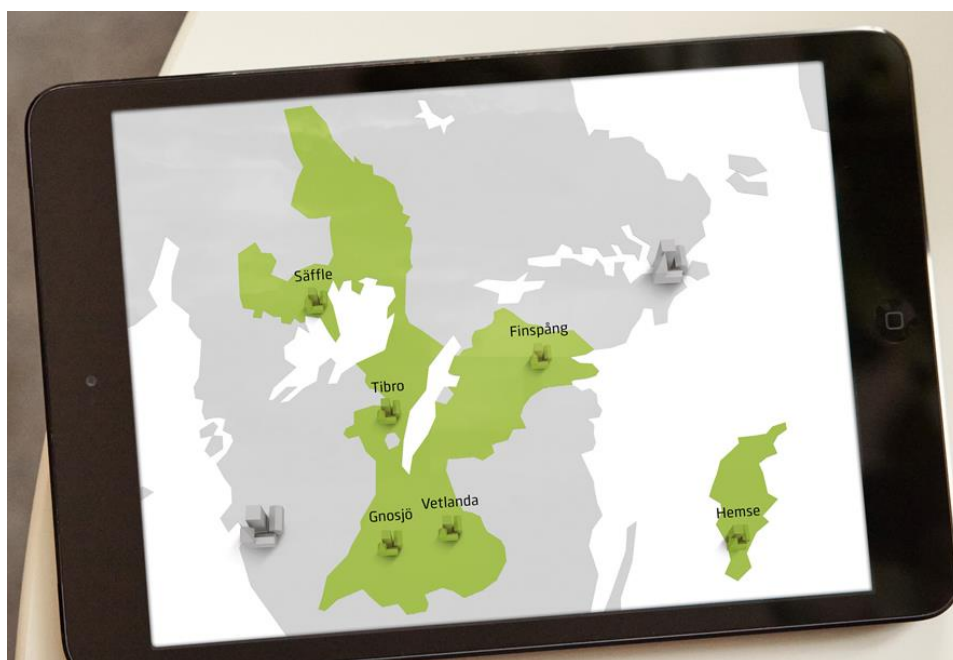 Säffle
Finspång
Tibro
Vetlanda
Gnosjö
Hemse